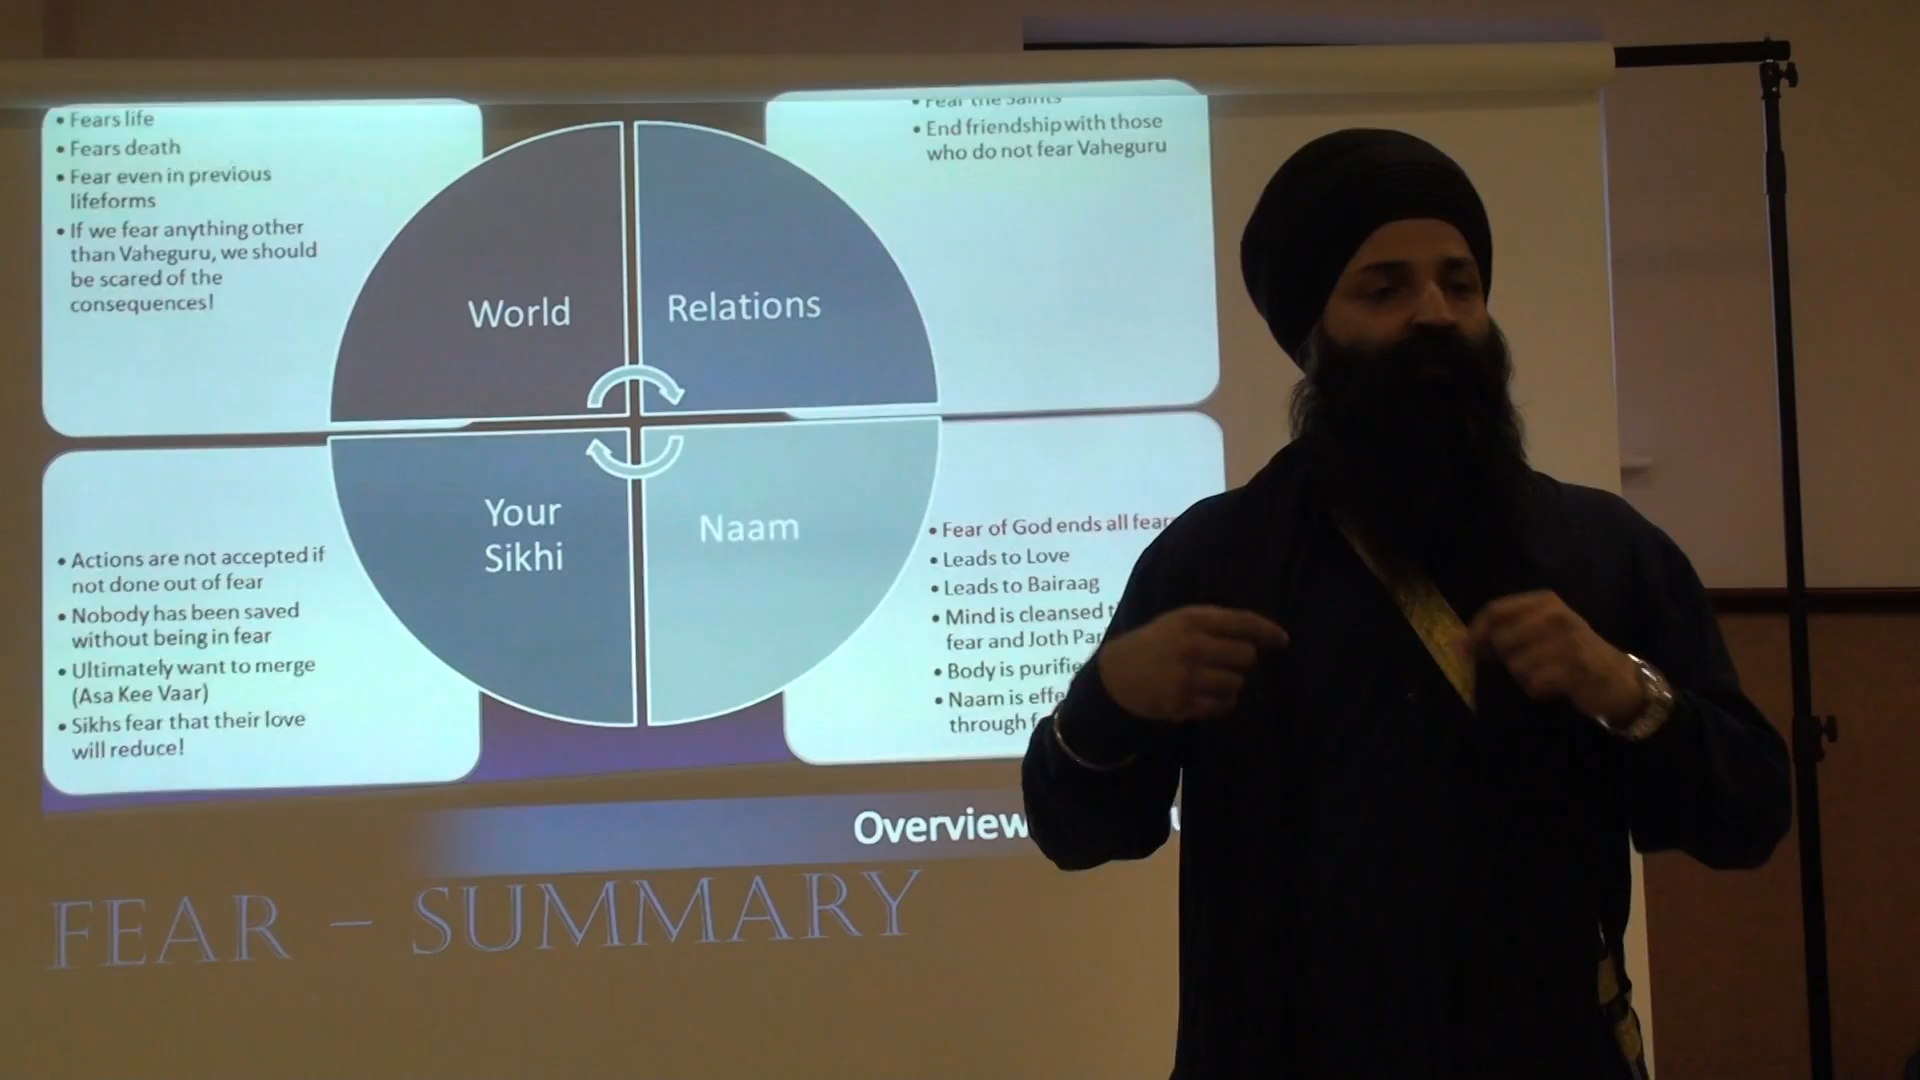 • Fears life
• Fears death
• Fear even in previous
lifeforms
• If we fear anything other
than Vaheguru, we should
be scared of the
consequences!
World
Relations
• Fear the Saints
• End friendship with those
who do not fear Vaheguru
Your
Sikhi
Naam
• Actions are not accepted if
not done out of fear
• Nobody has been saved
without being in fear
• Ultimately want to merge
(Asa Kee Vaar)
• Sikhs fear that their love
will reduce!
• Fear of God ends all fear
• Leads to Love
• Leads to Bairaag
• Mind is cleansed
fear and Joth
• Body is
• Naam is
through
Overview
FEAR – SUMMARY